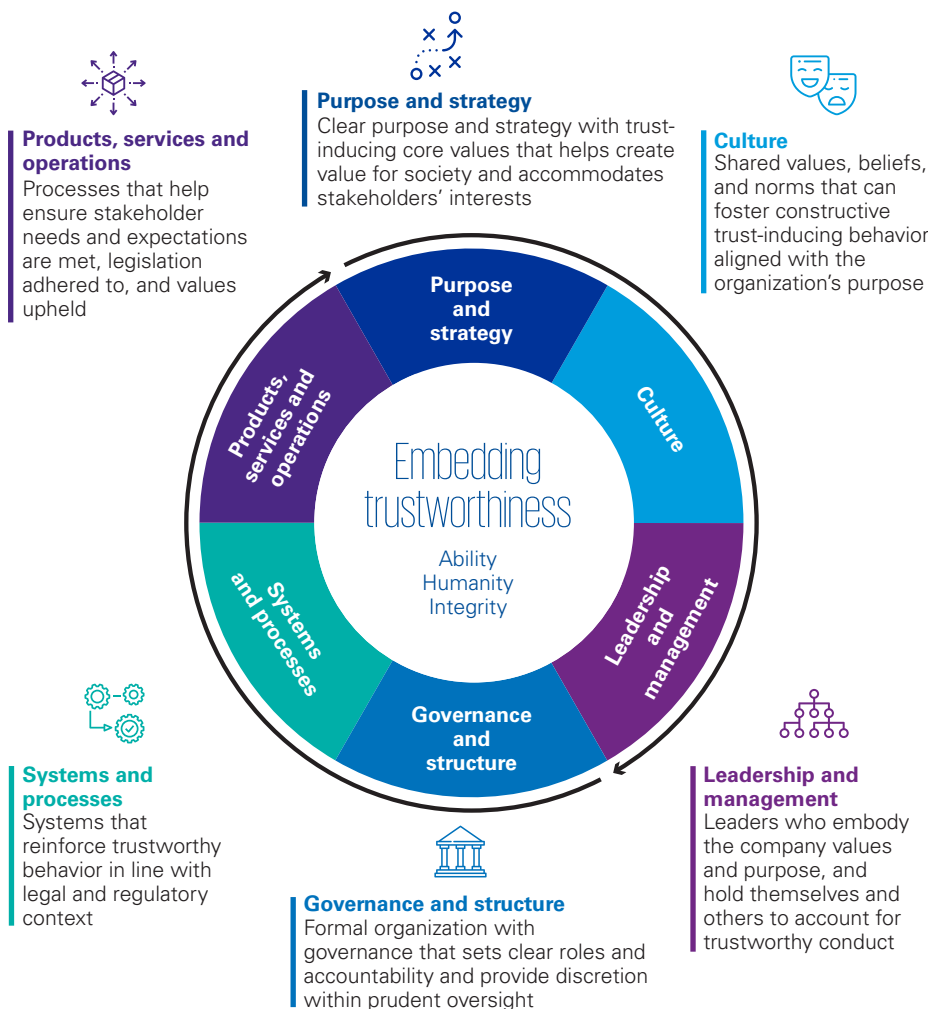 Purpose and strategy
Clear purpose and strategy with trust-
inducing core values that helps create
value for society and accommodates
stakeholders’ interests
Products, services and
operations
Processes that help
ensure stakeholder
needs and expectations
are met, legislation
adhered to, and values
upheld
Culture
Shared values, beliefs,
and norms that can
foster constructive
trust-inducing behavior
aligned with the
organization’s purpose
Purpose
and
strategy
Culture
Leadership
and
management
Governance
and
structure
Systems
and processes
Products,
services and
operations
Embedding
trustworthiness
Ability
Humanity
Integrity
Systems and
processes
Systems that
reinforce trustworthy
behavior in line with
legal and regulatory
context
Governance and structure
Formal organization with
governance that sets clear roles and
accountability and provide discretion
within prudent oversight
Leadership and
management
Leaders who embody
the company values
and purpose, and
hold themselves and
others to account for
trustworthy conduct